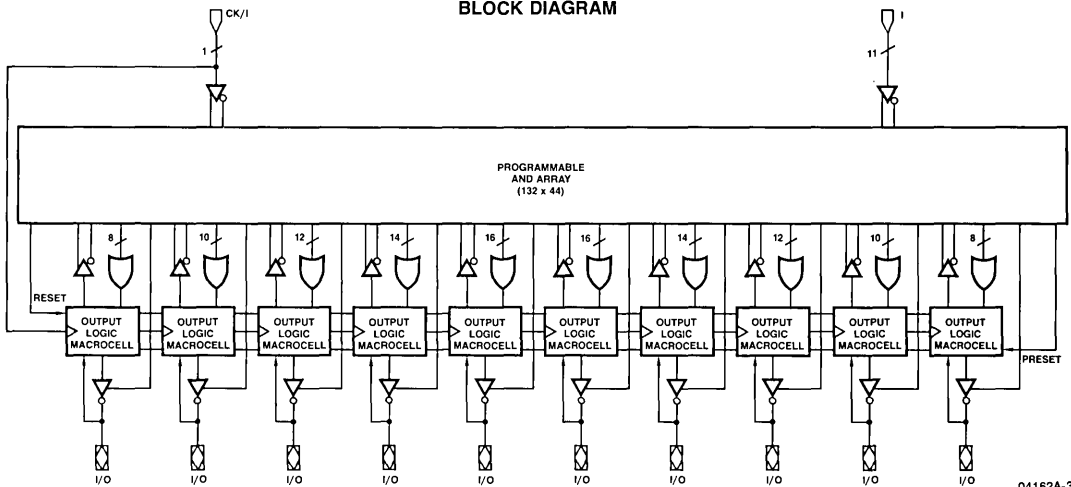 BLOCK DIAGRAM
CK/I
I
1
11
PROGRAMMABLE
AND ARRAY
(132 x 44)
8
10
12
14
16
16
14
12
10
8
RESET
OUTPUT
LOGIC
MACROCELL
OUTPUT
LOGIC
MACROCELL
OUTPUT
LOGIC
MACROCELL
OUTPUT
LOGIC
MACROCELL
OUTPUT
LOGIC
MACROCELL
OUTPUT
LOGIC
MACROCELL
OUTPUT
LOGIC
MACROCELL
OUTPUT
LOGIC
MACROCELL
OUTPUT
LOGIC
MACROCELL
OUTPUT
LOGIC
MACROCELL
PRESET
I/O
I/O
I/O
I/O
I/O
I/O
I/O
I/O
I/O
I/O